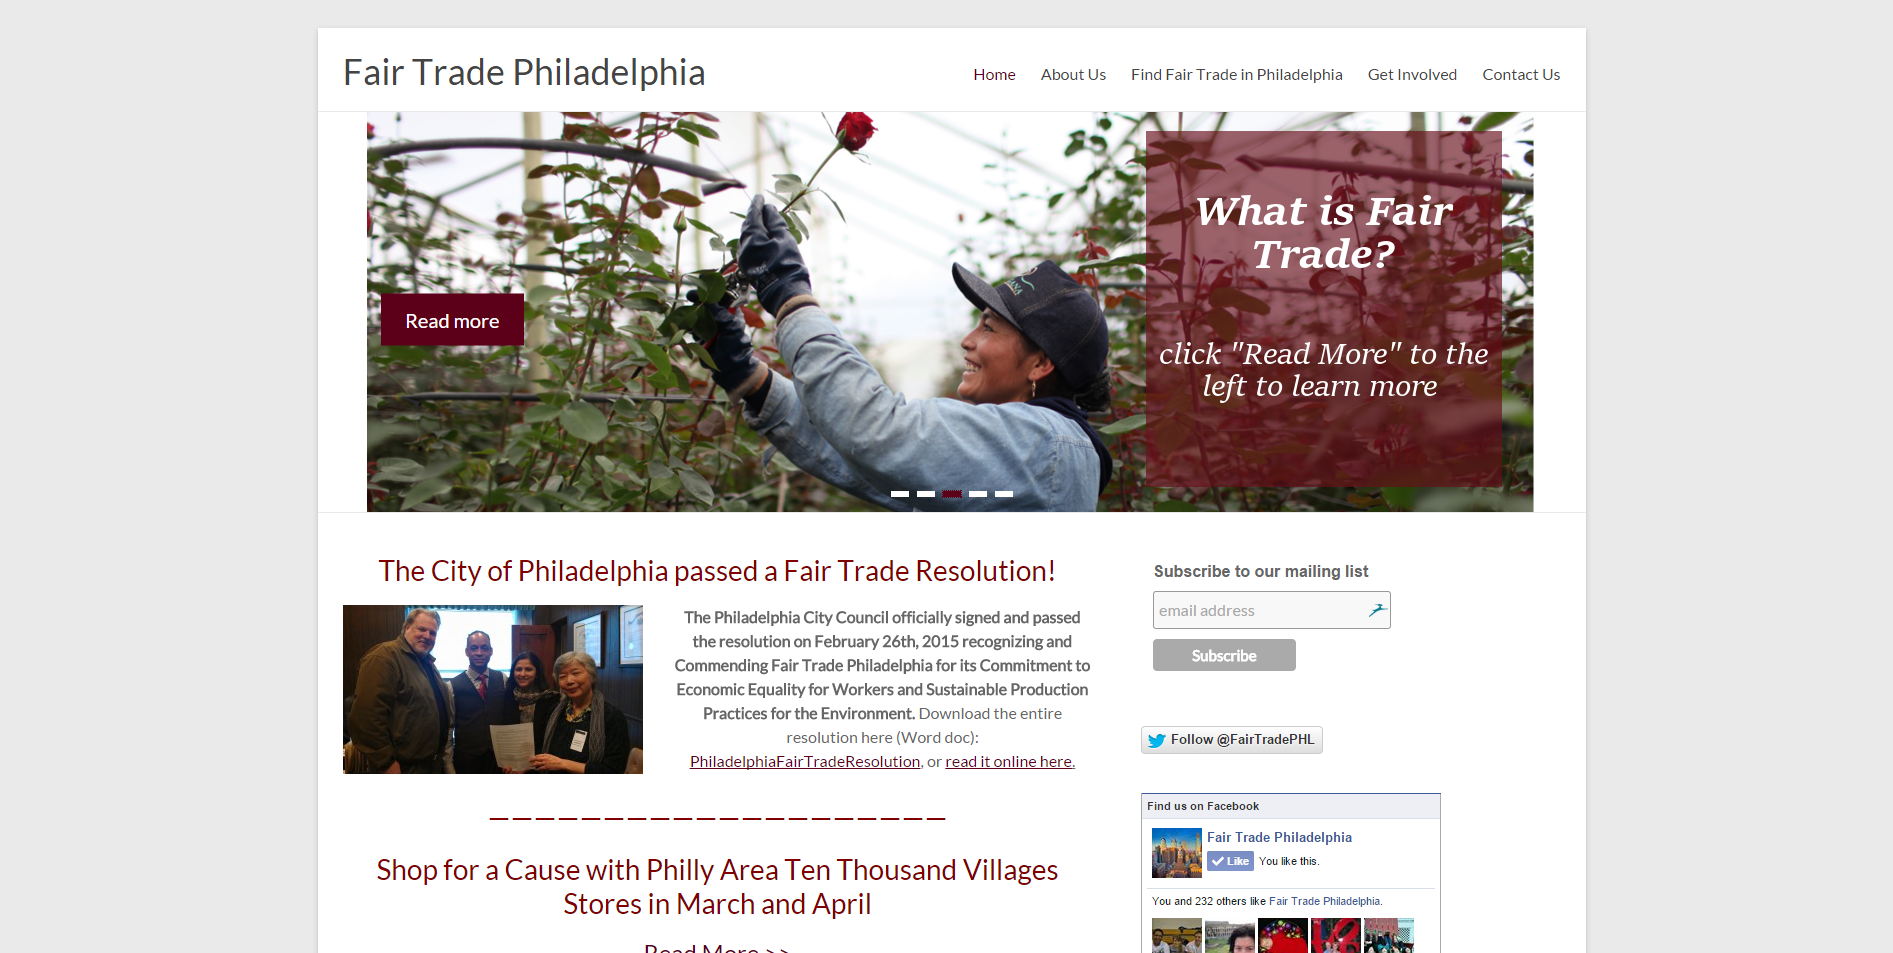 Fair Trade Philadelphia
Home About Us Find Fair Trade in Philadelphia Get Involved Contact Us
Read more
What is Fair
Trade?
click "Read More" to the
left to learn more
The City of Philadelphia passed a Fair Trade Resolution!
The Philadelphia City Council officially signed and passed
the resolution on February 26th, 2015 recognizing and
Commending Fair Trade Philadelphia for its Commitment to
Economic Equality for Workers and Sustainable Production
Practices for the Environment. Download the entire
resolution here (Word doc):
PhiladelphiaFairTradeResolution, or read it online here.
Shop for a Cause with Philly Area Ten Thousand Villages
Stores in March and April
Read More >>
Subscribe to our mailing list
email address
Subscribe
Follow @FairTradePHL
Find us on Facebook
Fair Trade Philadelphia
Like You like this.
You and 232 others like Fair Trade Philadelphia.